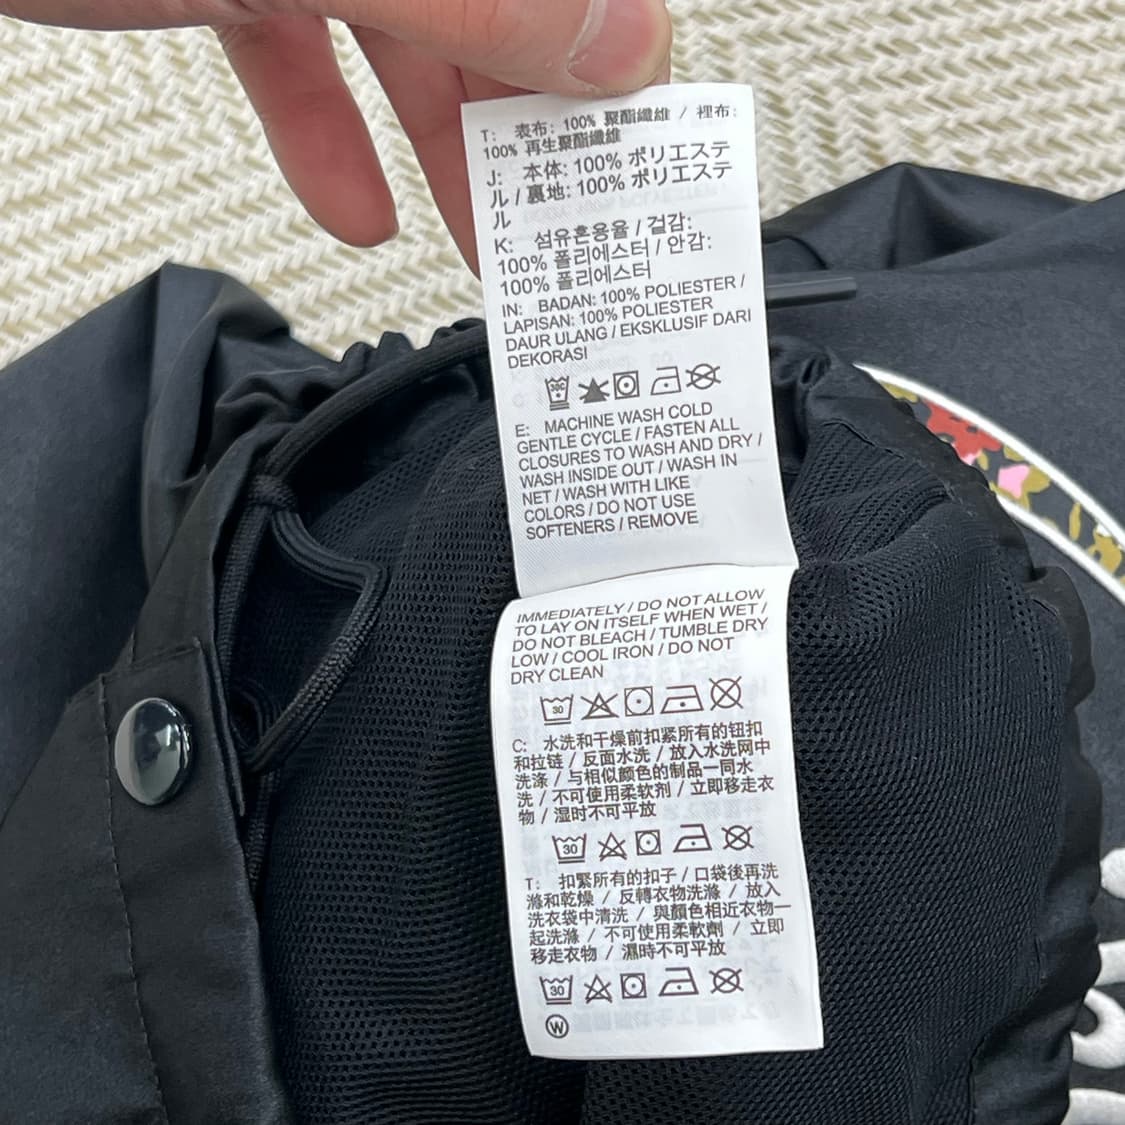 T: 表布: 100% 聚酯纖維 / 裡布:
100% 再生聚酯纖維
J: 本体: 100% ポリエステ
ル / 裏地: 100% ポリエステ
ル
K: 섬유혼용율 / 겉감:
100% 폴리에스터 / 안감:
100% 폴리에스터
IN: BADAN: 100% POLIESTER /
LAPISAN: 100% POLIESTER
DAUR ULANG / EKSKLUSIF DARI
DEKORASI
30C
E: MACHINE WASH COLD
GENTLE CYCLE / FASTEN ALL
CLOSURES TO WASH AND DRY /
WASH INSIDE OUT / WASH IN
NET / WASH WITH LIKE
COLORS / DO NOT USE
SOFTENERS / REMOVE
IMMEDIATELY / DO NOT ALLOW
TO LAY ON ITSELF WHEN WET /
DO NOT BLEACH / TUMBLE DRY
LOW / COOL IRON / DO NOT
DRY CLEAN
30
C: 水洗和干燥前扣紧所有的钮扣
和拉链 / 反面水洗 / 放入水洗网中
洗涤 / 与相似颜色的制品一同水
洗 / 不可使用柔软剂 / 立即移走衣
物 / 湿时不可平放
30
T: 扣緊所有的扣子 / 口袋後再洗
滌和乾燥 / 反轉衣物洗滌 / 放入
洗衣袋中清洗 / 與顏色相近衣物一
起洗滌 / 不可使用柔軟劑 / 立即
移走衣物 / 濕時不可平放
30
W